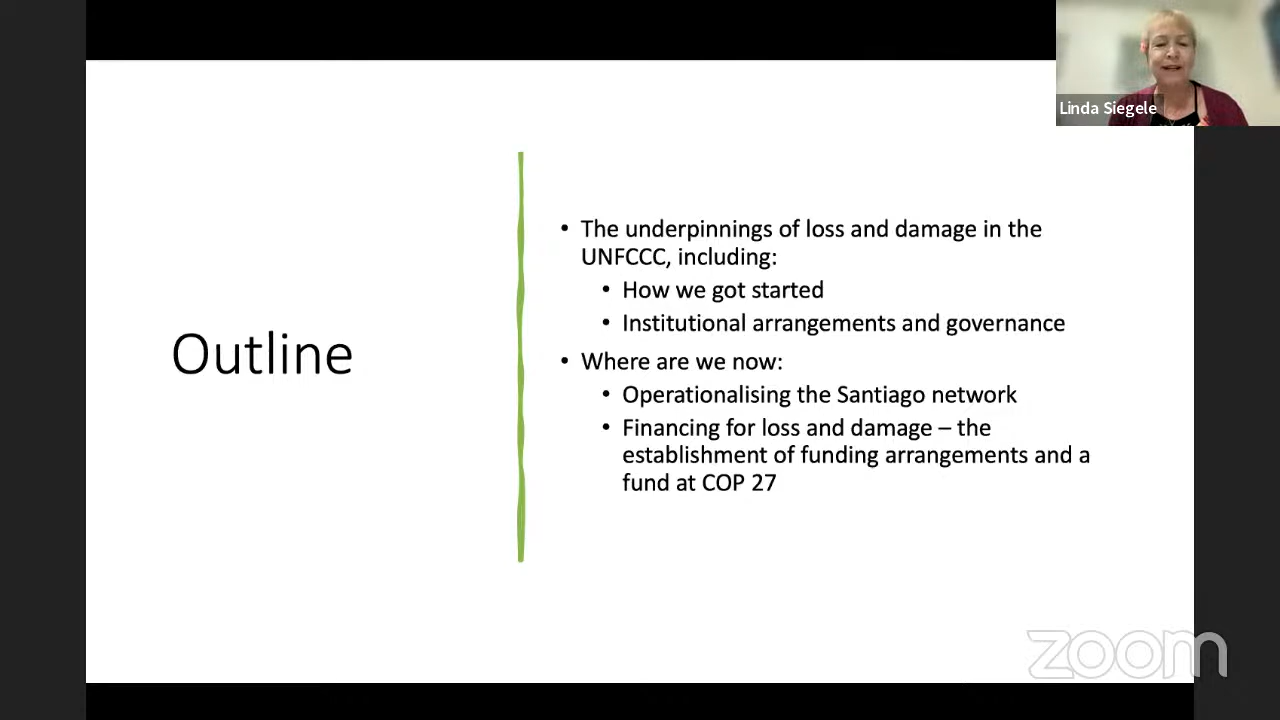 Linda Siegele
Outline
• The underpinnings of loss and damage in the
UNFCCC, including:
• How we got started
• Institutional arrangements and governance
• Where are we now:
• Operationalising the Santiago network
• Financing for loss and damage – the
establishment of funding arrangements and a
fund at COP 27
zoom